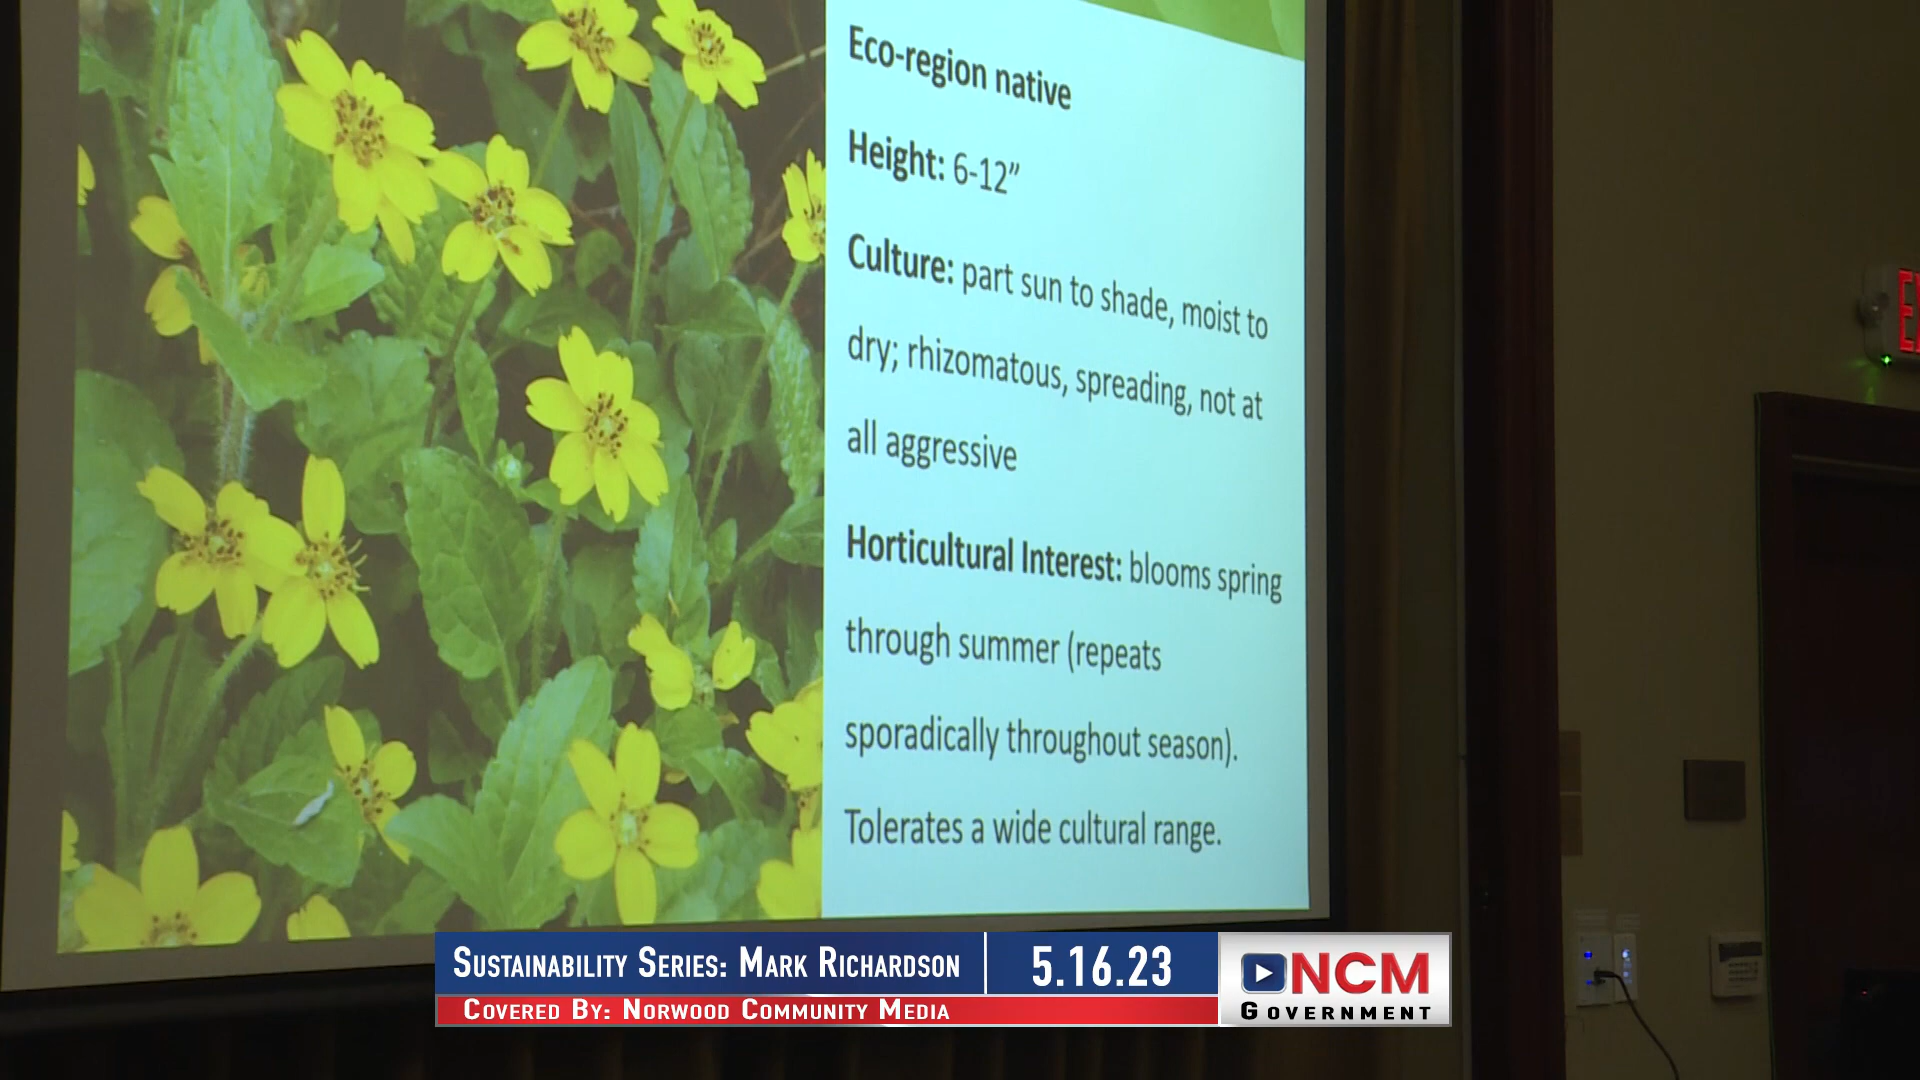 Eco-region native
Height: 6-12”
Culture: part sun to shade, moist to
dry; rhizomatous, spreading, not at
all aggressive
Horticultural Interest: blooms spring
through summer (repeats
sporadically throughout season).
Tolerates a wide cultural range.
Sustainability Series: Mark Richardson
5.16.23
Covered By: Norwood Community Media
NCM
Government